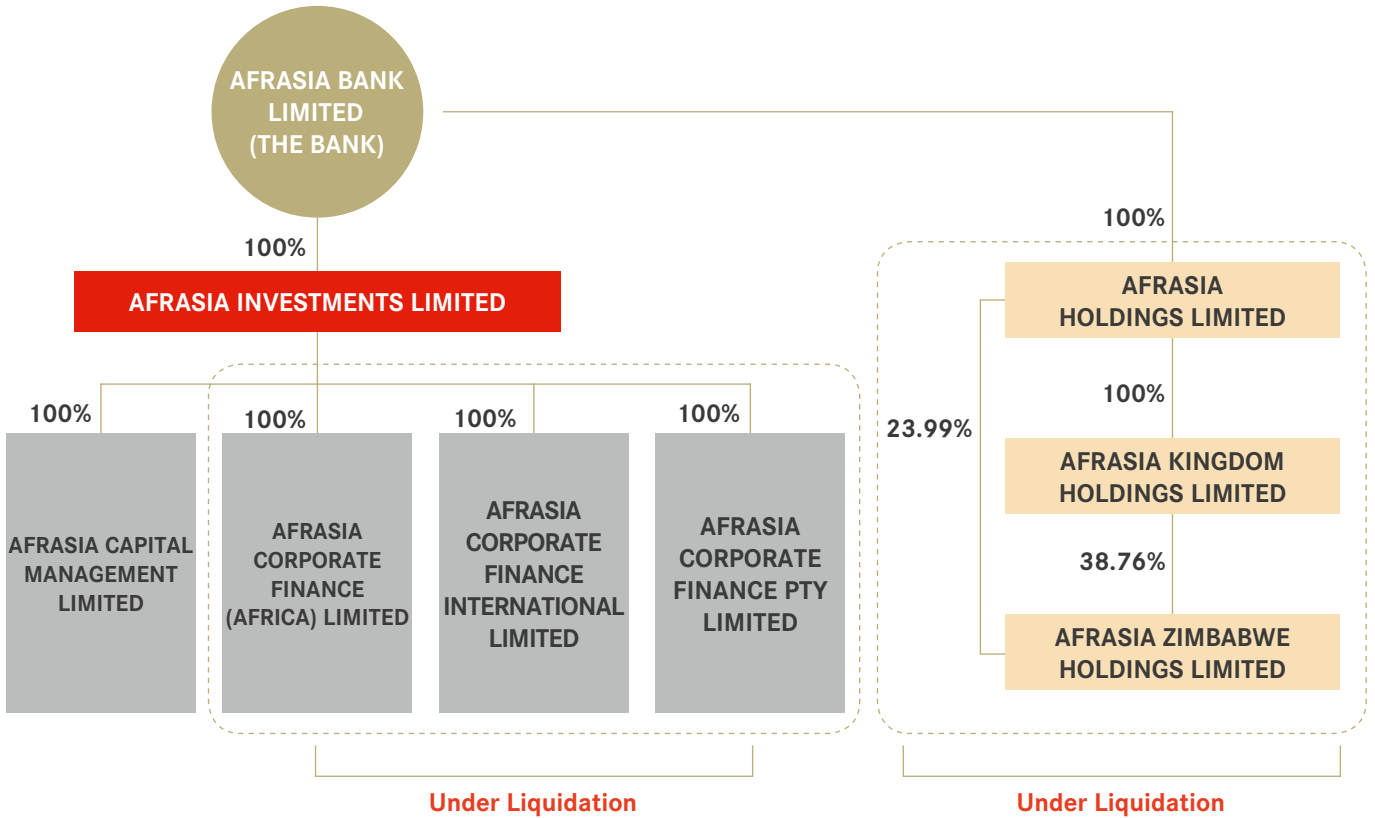 AFRASIA BANK
LIMITED
(THE BANK)
100%
AFRASIA INVESTMENTS LIMITED
100%
AFRASIA CAPITAL
MANAGEMENT
LIMITED
100%
AFRASIA
CORPORATE
FINANCE
(AFRICA) LIMITED
100%
AFRASIA
CORPORATE
FINANCE
INTERNATIONAL
LIMITED
100%
AFRASIA
CORPORATE
FINANCE PTY
LIMITED
Under Liquidation
100%
AFRASIA
HOLDINGS LIMITED
100%
23.99%
AFRASIA KINGDOM
HOLDINGS LIMITED
38.76%
AFRASIA ZIMBABWE
HOLDINGS LIMITED
Under Liquidation